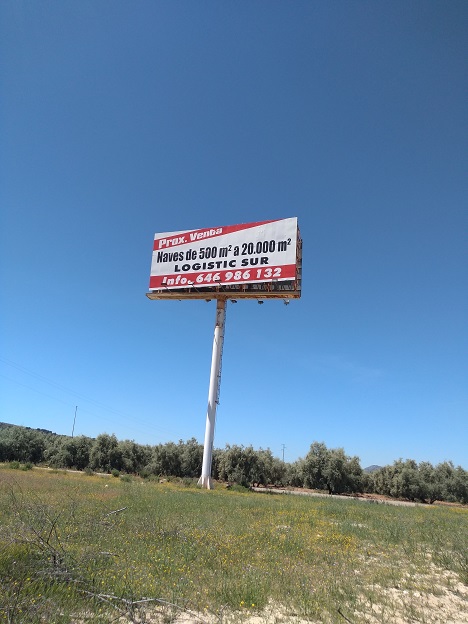 Prox. Venta
Naves de 500 m² a 20.000 m²
LOGISTIC SUR
Info. 646 986 132